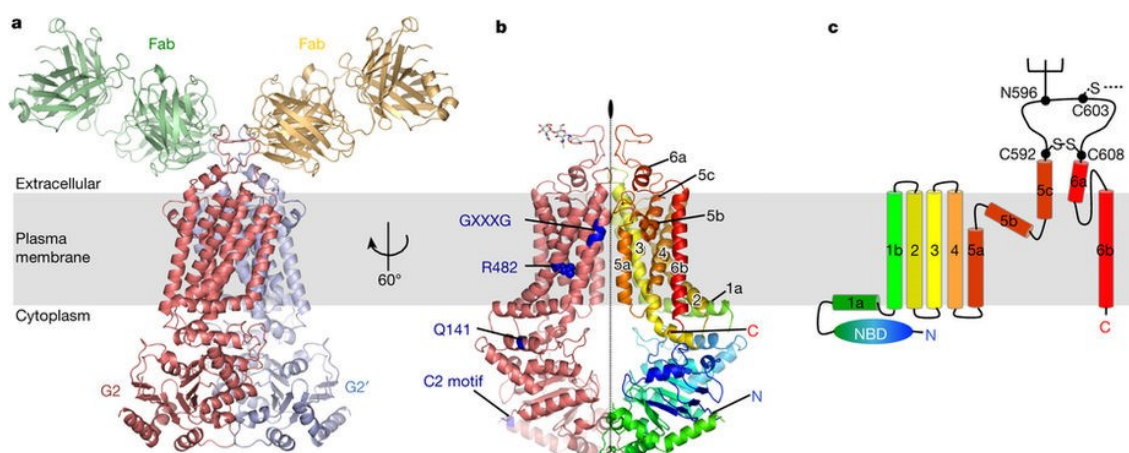 a
Fab
Fab
Extracellular
Plasma
membrane
Cytoplasm
G2
G2′
60°
b
GXXXG
R482
Q141
C2 motif
6a
5c
5b
3
4
5a
6b
2
1a
C
N
c
S
N596
C603
S–S
C592
C608
6a
5c
5b
1b
2
3
4
5a
6b
1a
NBD
N
C